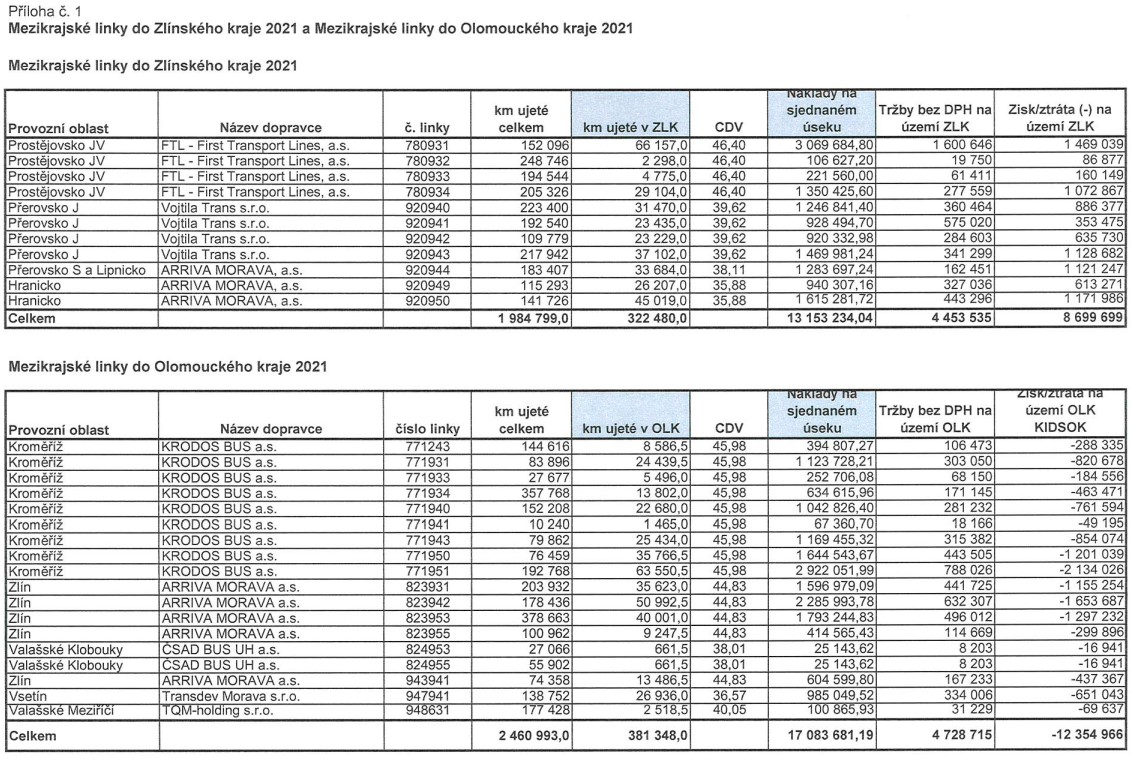 Příloha č. 1
Mezikrajské linky do Zlínského kraje 2021 a Mezikrajské linky do Olomouckého kraje 2021
Mezikrajské linky do Zlínského kraje 2021
Provozní oblast Název dopravce č. linky km ujeté celkem km ujeté v ZLK CDV Náklady na sjednaném úseku Tržby bez DPH na území ZLK Zisk/ztráta (-) na území ZLK
Prostějovsko JV FTL - First Transport Lines, a.s. 780931 152 096 66 157,0 46,40 3 069 684,80 1 600 646 1 469 039
Prostějovsko JV FTL - First Transport Lines, a.s. 780932 248 746 2 298,0 46,40 106 627,20 19 750 86 877
Prostějovsko JV FTL - First Transport Lines, a.s. 780933 194 544 4 775,0 46,40 221 560,00 61 411 160 149
Prostějovsko JV FTL - First Transport Lines, a.s. 780934 205 326 29 104,0 46,40 1 350 425,60 277 559 1 072 867
Přerovsko J Vojtila Trans s.r.o. 920940 223 400 31 470,0 39,62 1 246 841,40 360 464 886 377
Přerovsko J Vojtila Trans s.r.o. 920941 192 540 23 435,0 39,62 928 494,70 575 020 353 475
Přerovsko J Vojtila Trans s.r.o. 920942 109 779 23 229,0 39,62 920 332,98 284 603 635 730
Přerovsko J Vojtila Trans s.r.o. 920943 217 942 37 102,0 39,62 1 469 981,24 341 299 1 128 682
Přerovsko S a Lipnicko ARRIVA MORAVA, a.s. 920944 183 407 33 684,0 38,11 1 283 697,24 162 451 1 121 247
Hranicko ARRIVA MORAVA, a.s. 920949 115 293 26 207,0 35,88 940 307,16 327 036 613 271
Hranicko ARRIVA MORAVA, a.s. 920950 141 726 45 019,0 35,88 1 615 281,72 443 296 1 171 986
Celkem 1 984 799,0 322 480,0 13 153 234,04 4 453 535 8 699 699
Mezikrajské linky do Olomouckého kraje 2021
Provozní oblast Název dopravce číslo linky km ujeté celkem km ujeté v OLK CDV Náklady na sjednaném úseku Tržby bez DPH na území OLK Zisk/ztráta na území OLK KIDSOK
Kroměříž KRODOS BUS a.s. 771243 144 616 8 586,5 45,98 394 807,27 106 473 -288 335
Kroměříž KRODOS BUS a.s. 771931 83 896 24 439,5 45,98 1 123 728,21 303 050 -820 678
Kroměříž KRODOS BUS a.s. 771933 27 677 5 496,0 45,98 252 706,08 68 150 -184 556
Kroměříž KRODOS BUS a.s. 771934 357 768 13 802,0 45,98 634 615,96 171 145 -463 471
Kroměříž KRODOS BUS a.s. 771940 152 208 22 680,0 45,98 1 042 826,40 281 232 -761 594
Kroměříž KRODOS BUS a.s. 771941 10 240 1 465,0 45,98 67 360,70 18 166 -49 195
Kroměříž KRODOS BUS a.s. 771943 79 862 25 434,0 45,98 1 169 455,32 315 382 -854 074
Kroměříž KRODOS BUS a.s. 771950 76 459 35 766,5 45,98 1 644 543,67 443 505 -1 201 039
Kroměříž KRODOS BUS a.s. 771951 192 768 63 550,5 45,98 2 922 051,99 788 026 -2 134 026
Zlín ARRIVA MORAVA a.s. 823931 203 932 35 623,0 44,83 1 596 979,09 441 725 -1 155 254
Zlín ARRIVA MORAVA a.s. 823942 178 436 50 992,5 44,83 2 285 993,78 632 307 -1 653 687
Zlín ARRIVA MORAVA a.s. 823953 378 663 40 001,0 44,83 1 793 244,83 496 012 -1 297 232
Zlín ARRIVA MORAVA a.s. 823955 100 962 9 247,5 44,83 414 565,43 114 669 -299 896
Valašské Klobouky ČSAD BUS UH a.s. 824953 27 066 661,5 38,01 25 143,62 8 203 -16 941
Valašské Klobouky ČSAD BUS UH a.s. 824955 55 902 661,5 38,01 25 143,62 8 203 -16 941
Zlín ARRIVA MORAVA a.s. 943941 74 358 13 486,5 44,83 604 599,80 167 233 -437 367
Vsetín Transdev Morava s.r.o. 947941 138 752 26 936,0 36,57 985 049,52 334 006 -651 043
Valašské Meziříčí TQM-holding s.r.o. 948631 177 428 2 518,5 40,05 100 865,93 31 229 -69 637
Celkem 2 460 993,0 381 348,0 17 083 681,19 4 728 715 -12 354 966